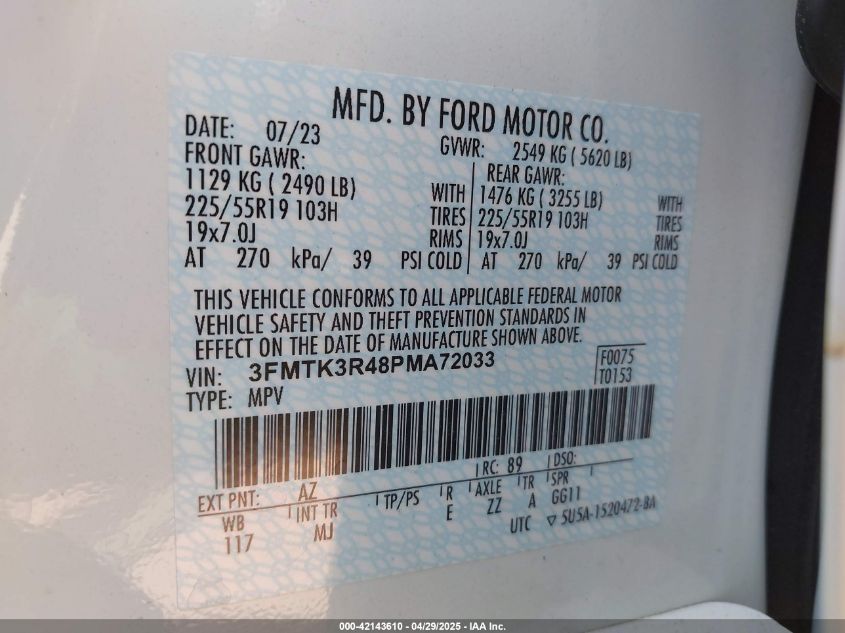 MFD. BY FORD MOTOR CO.
DATE: 07/23 GVWR: 2549 KG ( 5620 LB)
FRONT GAWR: REAR GAWR:
1129 KG ( 2490 LB) WITH 1476 KG ( 3255 LB) WITH
225/55R19 103H TIRES 225/55R19 103H TIRES
19x7.0J RIMS 19x7.0J RIMS
AT 270 kPa/ 39 PSI COLD AT 270 kPa/ 39 PSI COLD
THIS VEHICLE CONFORMS TO ALL APPLICABLE FEDERAL MOTOR
VEHICLE SAFETY AND THEFT PREVENTION STANDARDS IN
EFFECT ON THE DATE OF MANUFACTURE SHOWN ABOVE.
VIN: 3FMTK3R48PMA72033 F0075
TYPE: MPV T0153
RC: 89 DSO:
EXT PNT: AZ TP/PS R AXLE TR SPR
WB INT TR E ZZ A GG11
117 MJ UTC ▽ 5U5A-1520472-BA
000-42143610 - 04/29/2025 - IAA Inc.